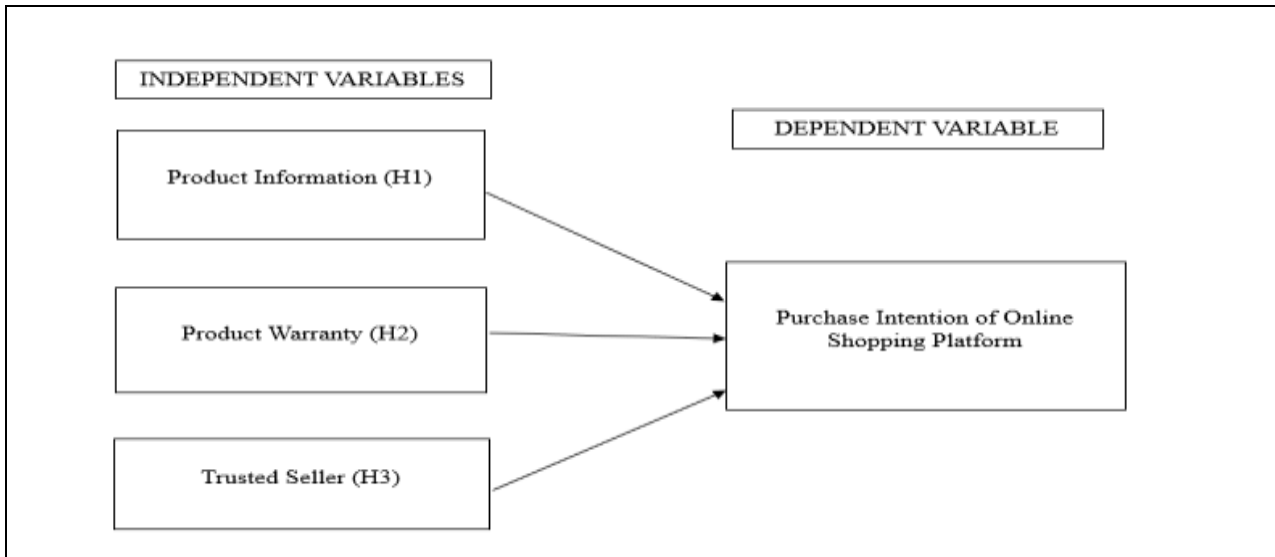 INDEPENDENT VARIABLES
Product Information (H1)
Product Warranty (H2)
Trusted Seller (H3)
DEPENDENT VARIABLE
Purchase Intention of Online
Shopping Platform